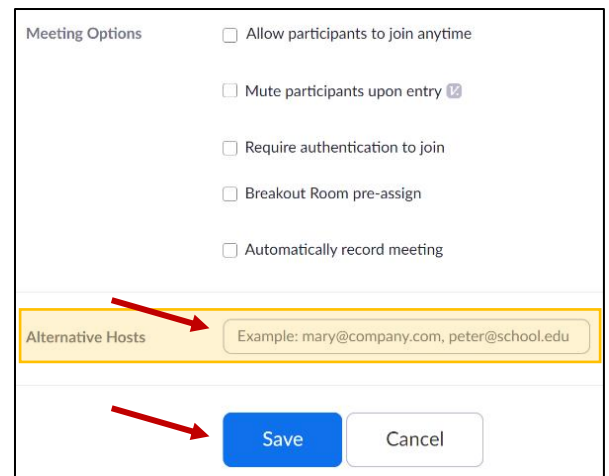 Meeting Options Allow participants to join anytime
Mute participants upon entry
Require authentication to join
Breakout Room pre-assign
Automatically record meeting
Alternative Hosts Example: mary@company.com, peter@school.edu
Save Cancel